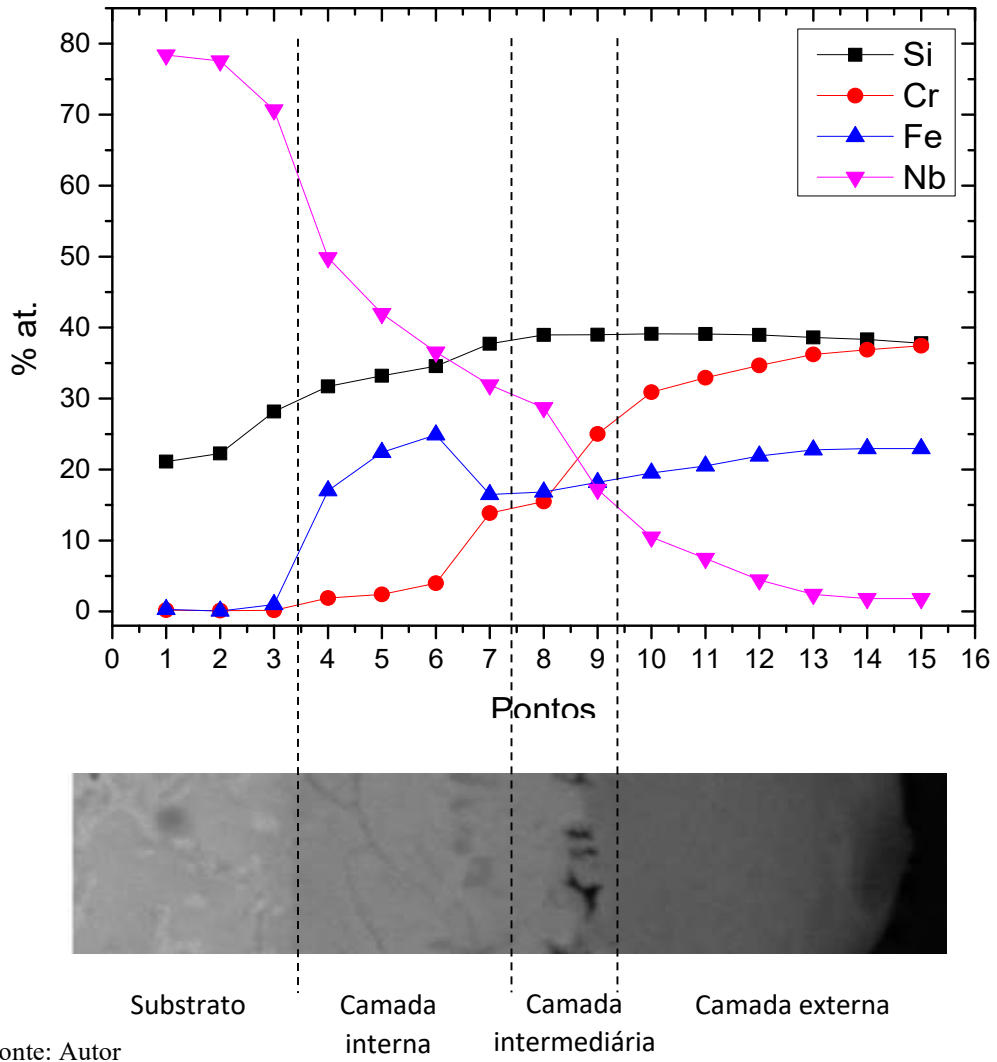 80
70
60
50
40
30
20
10
0
% at.
Si
Cr
Fe
Nb
0 1 2 3 4 5 6 7 8 9 10 11 12 13 14 15 16
Pontos
Substrato
Camada interna
Camada intermediária
Camada externa
onte: Autor